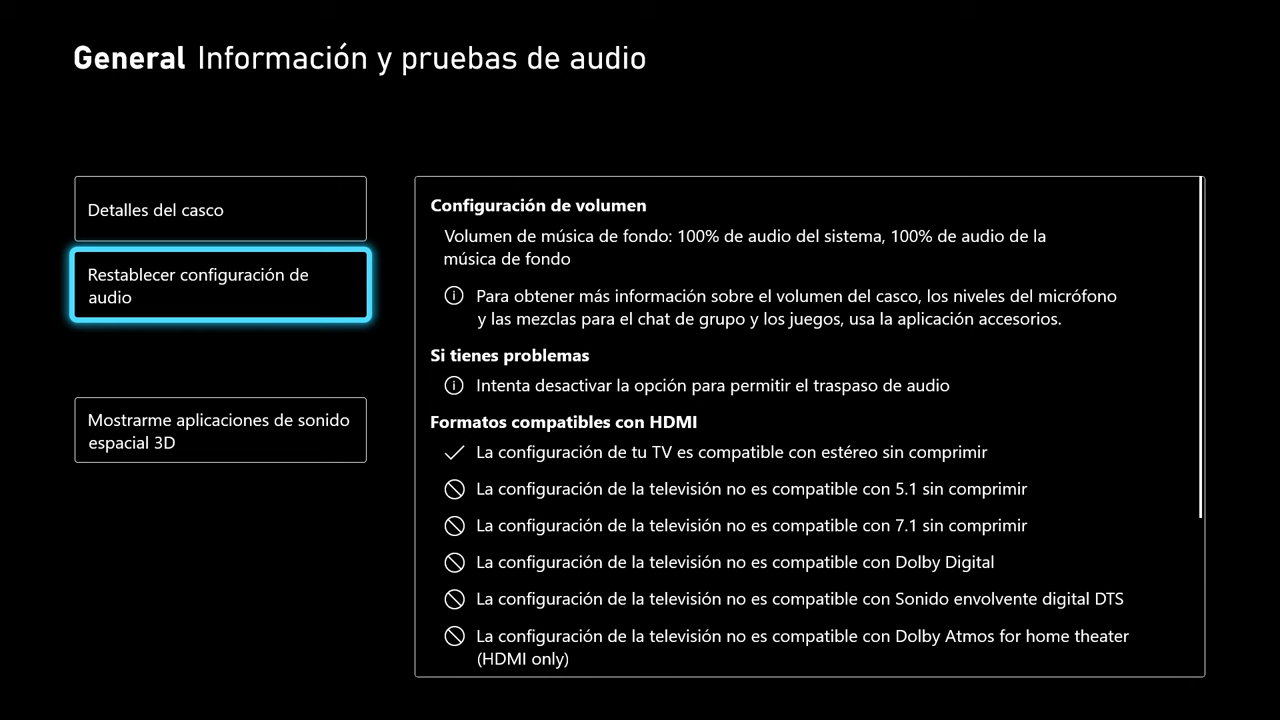 General Información y pruebas de audio
Detalles del casco
Restablecer configuración de
audio
Mostrarme aplicaciones de sonido
espacial 3D
Configuración de volumen
Volumen de música de fondo: 100% de audio del sistema, 100% de audio de la
música de fondo
Para obtener más información sobre el volumen del casco, los niveles del micrófono
y las mezclas para el chat de grupo y los juegos, usa la aplicación accesorios.
Si tienes problemas
Intenta desactivar la opción para permitir el traspaso de audio
Formatos compatibles con HDMI
La configuración de tu TV es compatible con estéreo sin comprimir
La configuración de la televisión no es compatible con 5.1 sin comprimir
La configuración de la televisión no es compatible con 7.1 sin comprimir
La configuración de la televisión no es compatible con Dolby Digital
La configuración de la televisión no es compatible con Sonido envolvente digital DTS
La configuración de la televisión no es compatible con Dolby Atmos for home theater
(HDMI only)